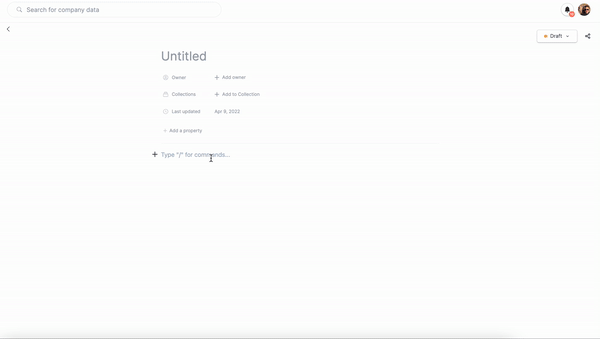 Search for company data
Draft
Untitled
Owner + Add owner
Collections + Add to Collection
Last updated Apr 9, 2022
+ Add a property
+ Type "/" for commands...